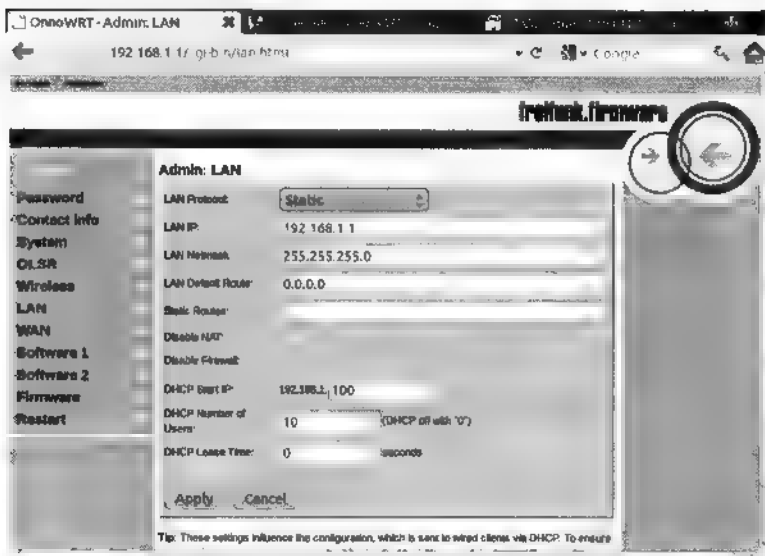 OnnoWRT - Admin: LAN
freifunk.firmware
Admin: LAN
Password
Contact info
System
OLSR
Wireless
LAN
WAN
Software 1
Software 2
Firmware
Restart
LAN Protocol: Static
LAN IP: 192.168.1.1
LAN Netmask: 255.255.255.0
LAN Default Route: 0.0.0.0
Static Routes:
Disable NAT:
Disable Firewall:
DHCP Start IP: 192.168.1. 100
DHCP Number of
Users: 10 (DHCP off with "0")
DHCP Lease Time: 0 seconds
Apply Cancel
Tip: These settings influence the configuration, which is sent to wired clients via DHCP. To ensure